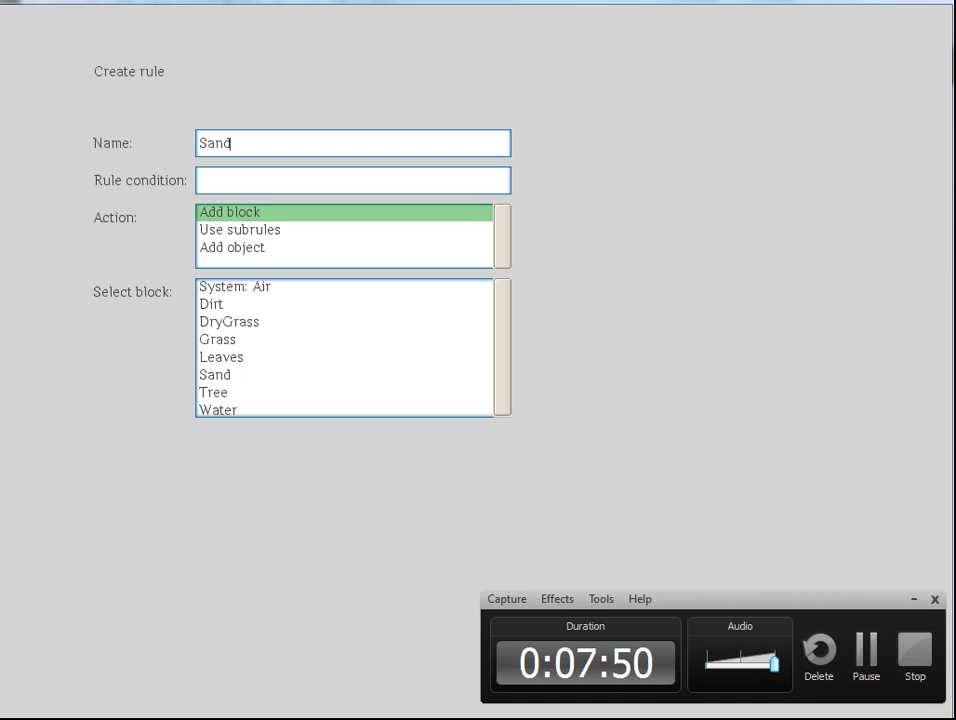 Create rule
Name: Sand
Rule condition:
Action: Add block
Use subrules
Add object
Select block: System: Air
Dirt
DryGrass
Grass
Leaves
Sand
Tree
Water
Capture Effects Tools Help
Duration Audio
0:07:50
Delete Pause Stop